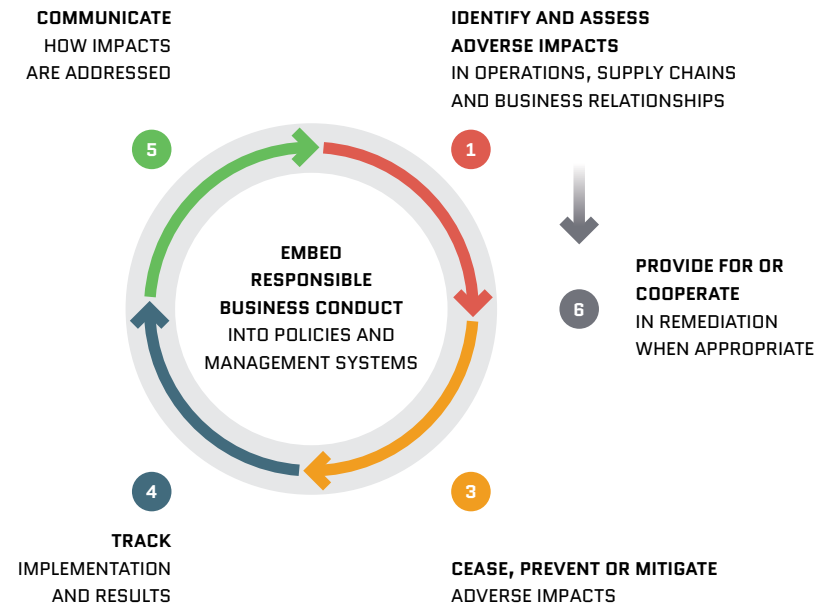 COMMUNICATE
HOW IMPACTS
ARE ADDRESSED
5
IDENTIFY AND ASSESS
ADVERSE IMPACTS
IN OPERATIONS, SUPPLY CHAINS
AND BUSINESS RELATIONSHIPS
1
EMBED
RESPONSIBLE
BUSINESS CONDUCT
INTO POLICIES AND
MANAGEMENT SYSTEMS
6
PROVIDE FOR OR
COOPERATE
IN REMEDIATION
WHEN APPROPRIATE
4
TRACK
IMPLEMENTATION
AND RESULTS
3
CEASE, PREVENT OR MITIGATE
ADVERSE IMPACTS